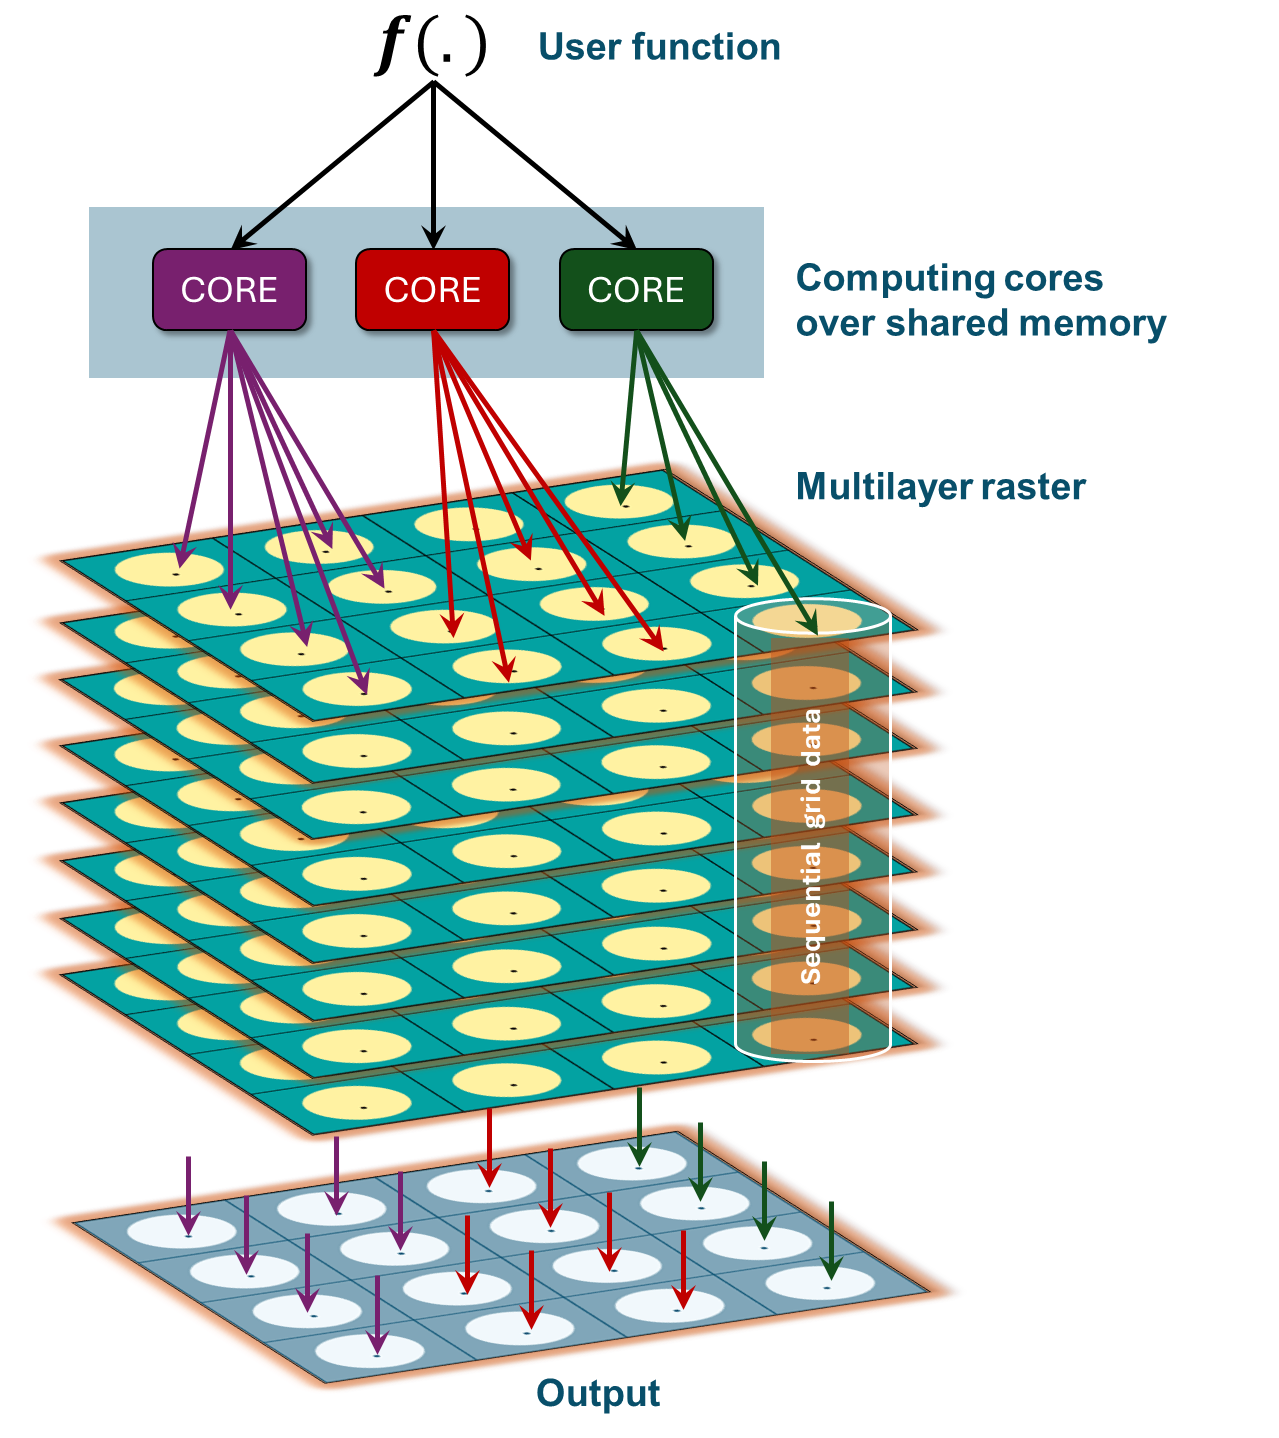 f(.)
User function
CORE
CORE
CORE
Computing cores
over shared memory
Multilayer raster
Sequential grid data
Output